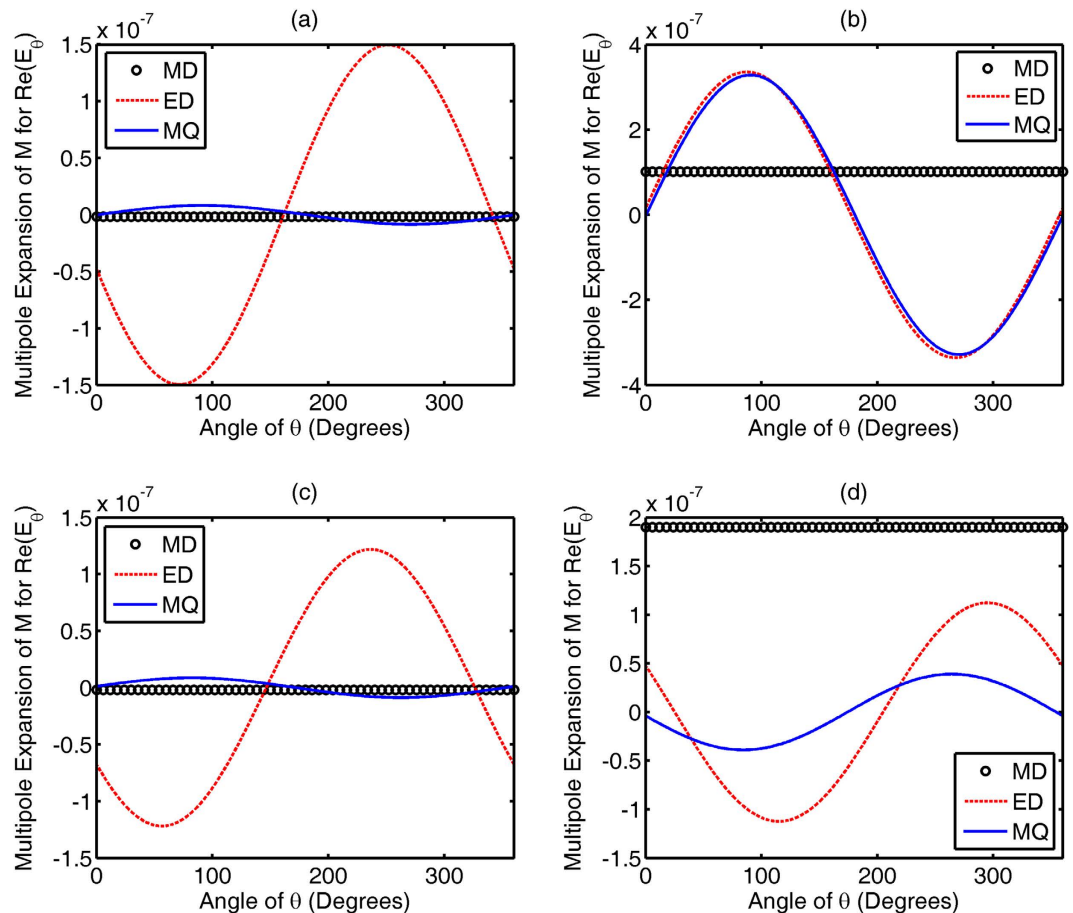 (a)
x 10⁻⁷
Multipole Expansion of M for Re(E_θ)
1.5
1
0.5
0
-0.5
-1
-1.5
MD
ED
MQ
0
100
200
300
Angle of θ (Degrees)
(b)
x 10⁻⁷
Multipole Expansion of M for Re(E_θ)
4
2
0
-2
-4
MD
ED
MQ
0
100
200
300
Angle of θ (Degrees)
(c)
x 10⁻⁷
Multipole Expansion of M for Re(E_θ)
1.5
1
0.5
0
-0.5
-1
-1.5
MD
ED
MQ
0
100
200
300
Angle of θ (Degrees)
(d)
x 10⁻⁷
Multipole Expansion of M for Re(E_θ)
2
1.5
1
0.5
0
-0.5
-1
-1.5
MD
ED
MQ
0
100
200
300
Angle of θ (Degrees)